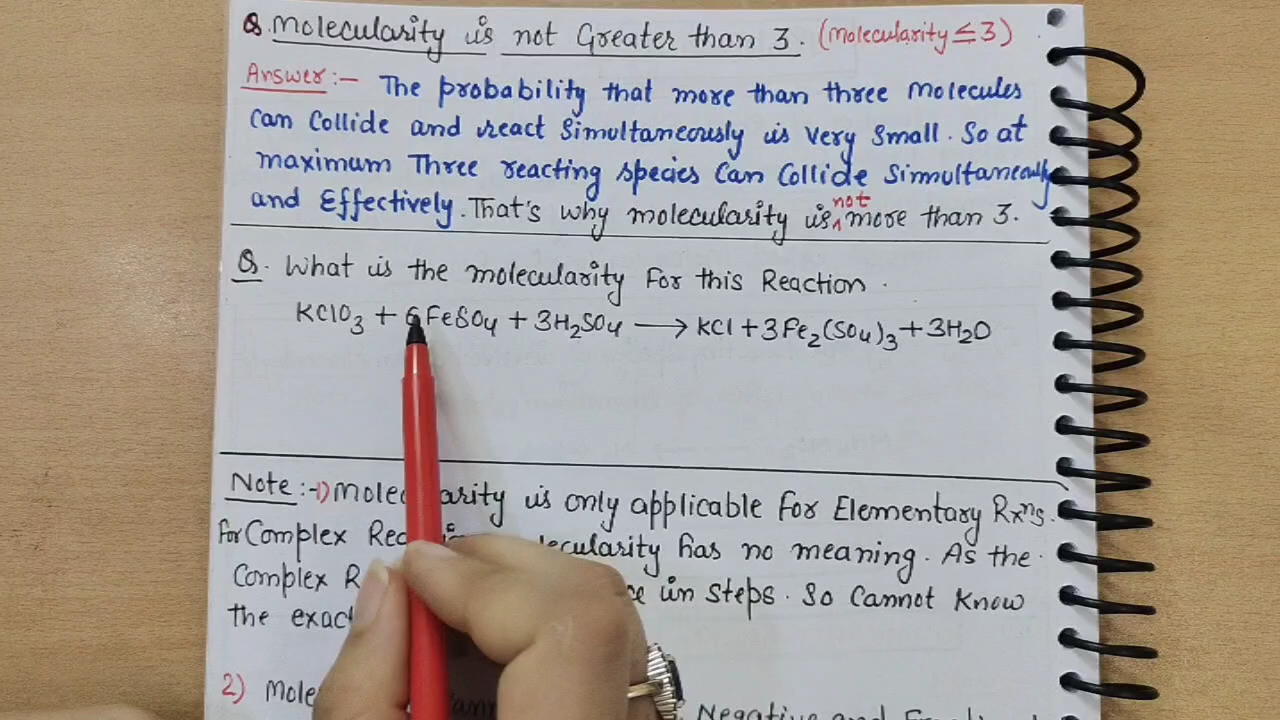 Q. Molecularity is not Greater than 3. (molecularity ≤ 3)
Answer:- The probability that more than three molecules
can collide and react simultaneously is very small. So at
maximum Three reacting species can collide simultaneously
and Effectively. That's why molecularity is not more than 3.
Q. What is the molecularity for this Reaction.
KClO3 + 6FeSO4 + 3H2SO4 → KCl + 3Fe2(SO4)3 + 3H2O
Note:-1) Molecularity is only applicable for Elementary Rxns.
for Complex molecularity has no meaning. As the
Complex in steps. So cannot know
the exact
2) Negative and